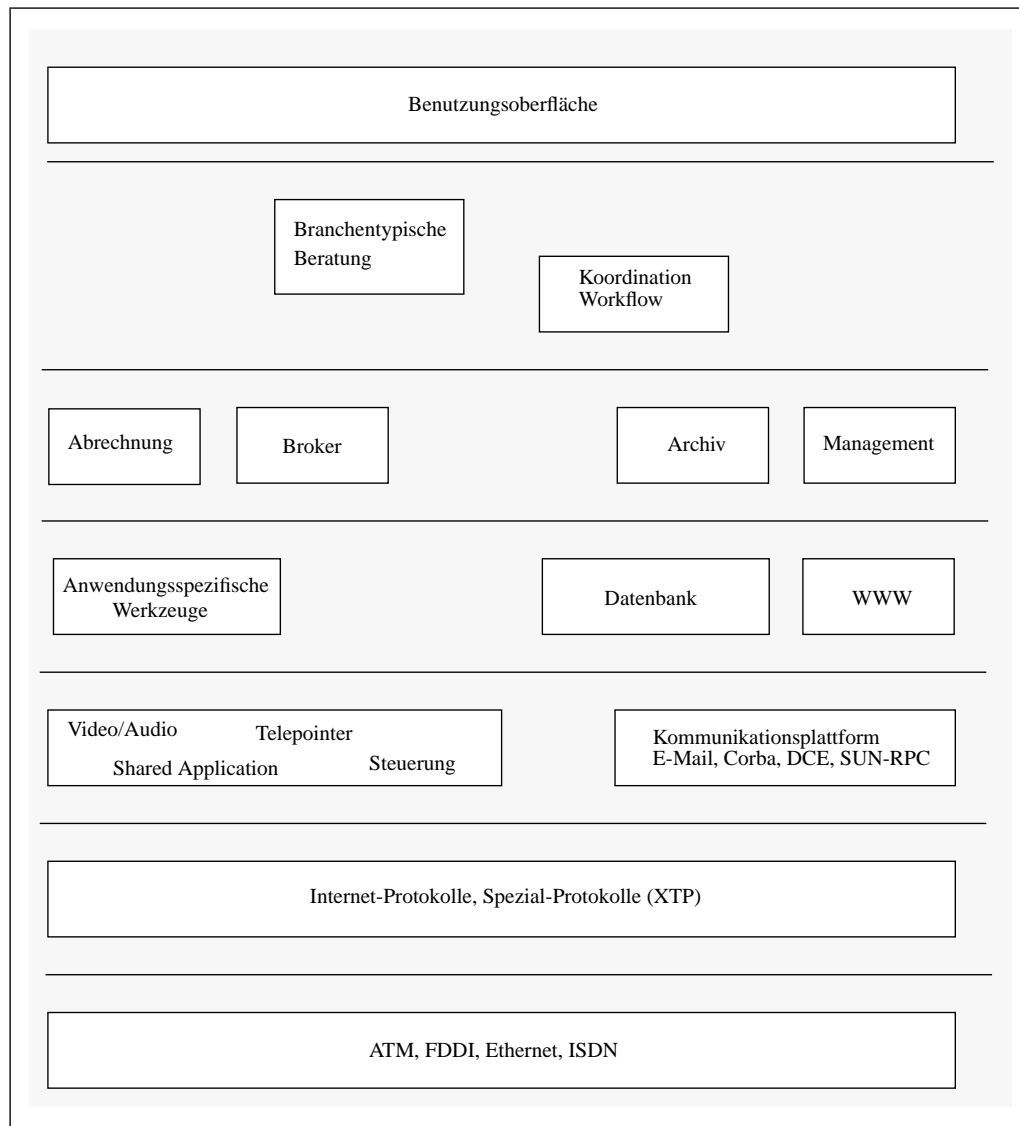 Benutzungsoberfläche
Branchentypische
Beratung
Koordination
Workflow
Abrechnung
Broker
Archiv
Management
Anwendungsspezifische
Werkzeuge
Datenbank
WWW
Video/Audio
Telepointer
Shared Application
Steuerung
Kommunikationsplattform
E-Mail, Corba, DCE, SUN-RPC
Internet-Protokolle, Spezial-Protokolle (XTP)
ATM, FDDI, Ethernet, ISDN